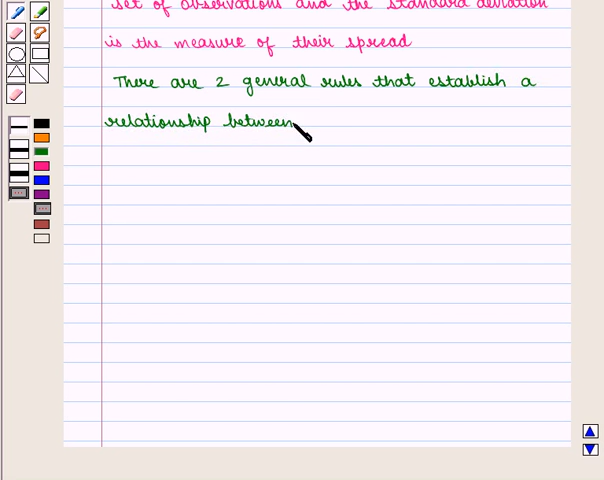 set of observations and the standard deviation
is the measure of their spread
There are 2 general rules that establish a
relationship between